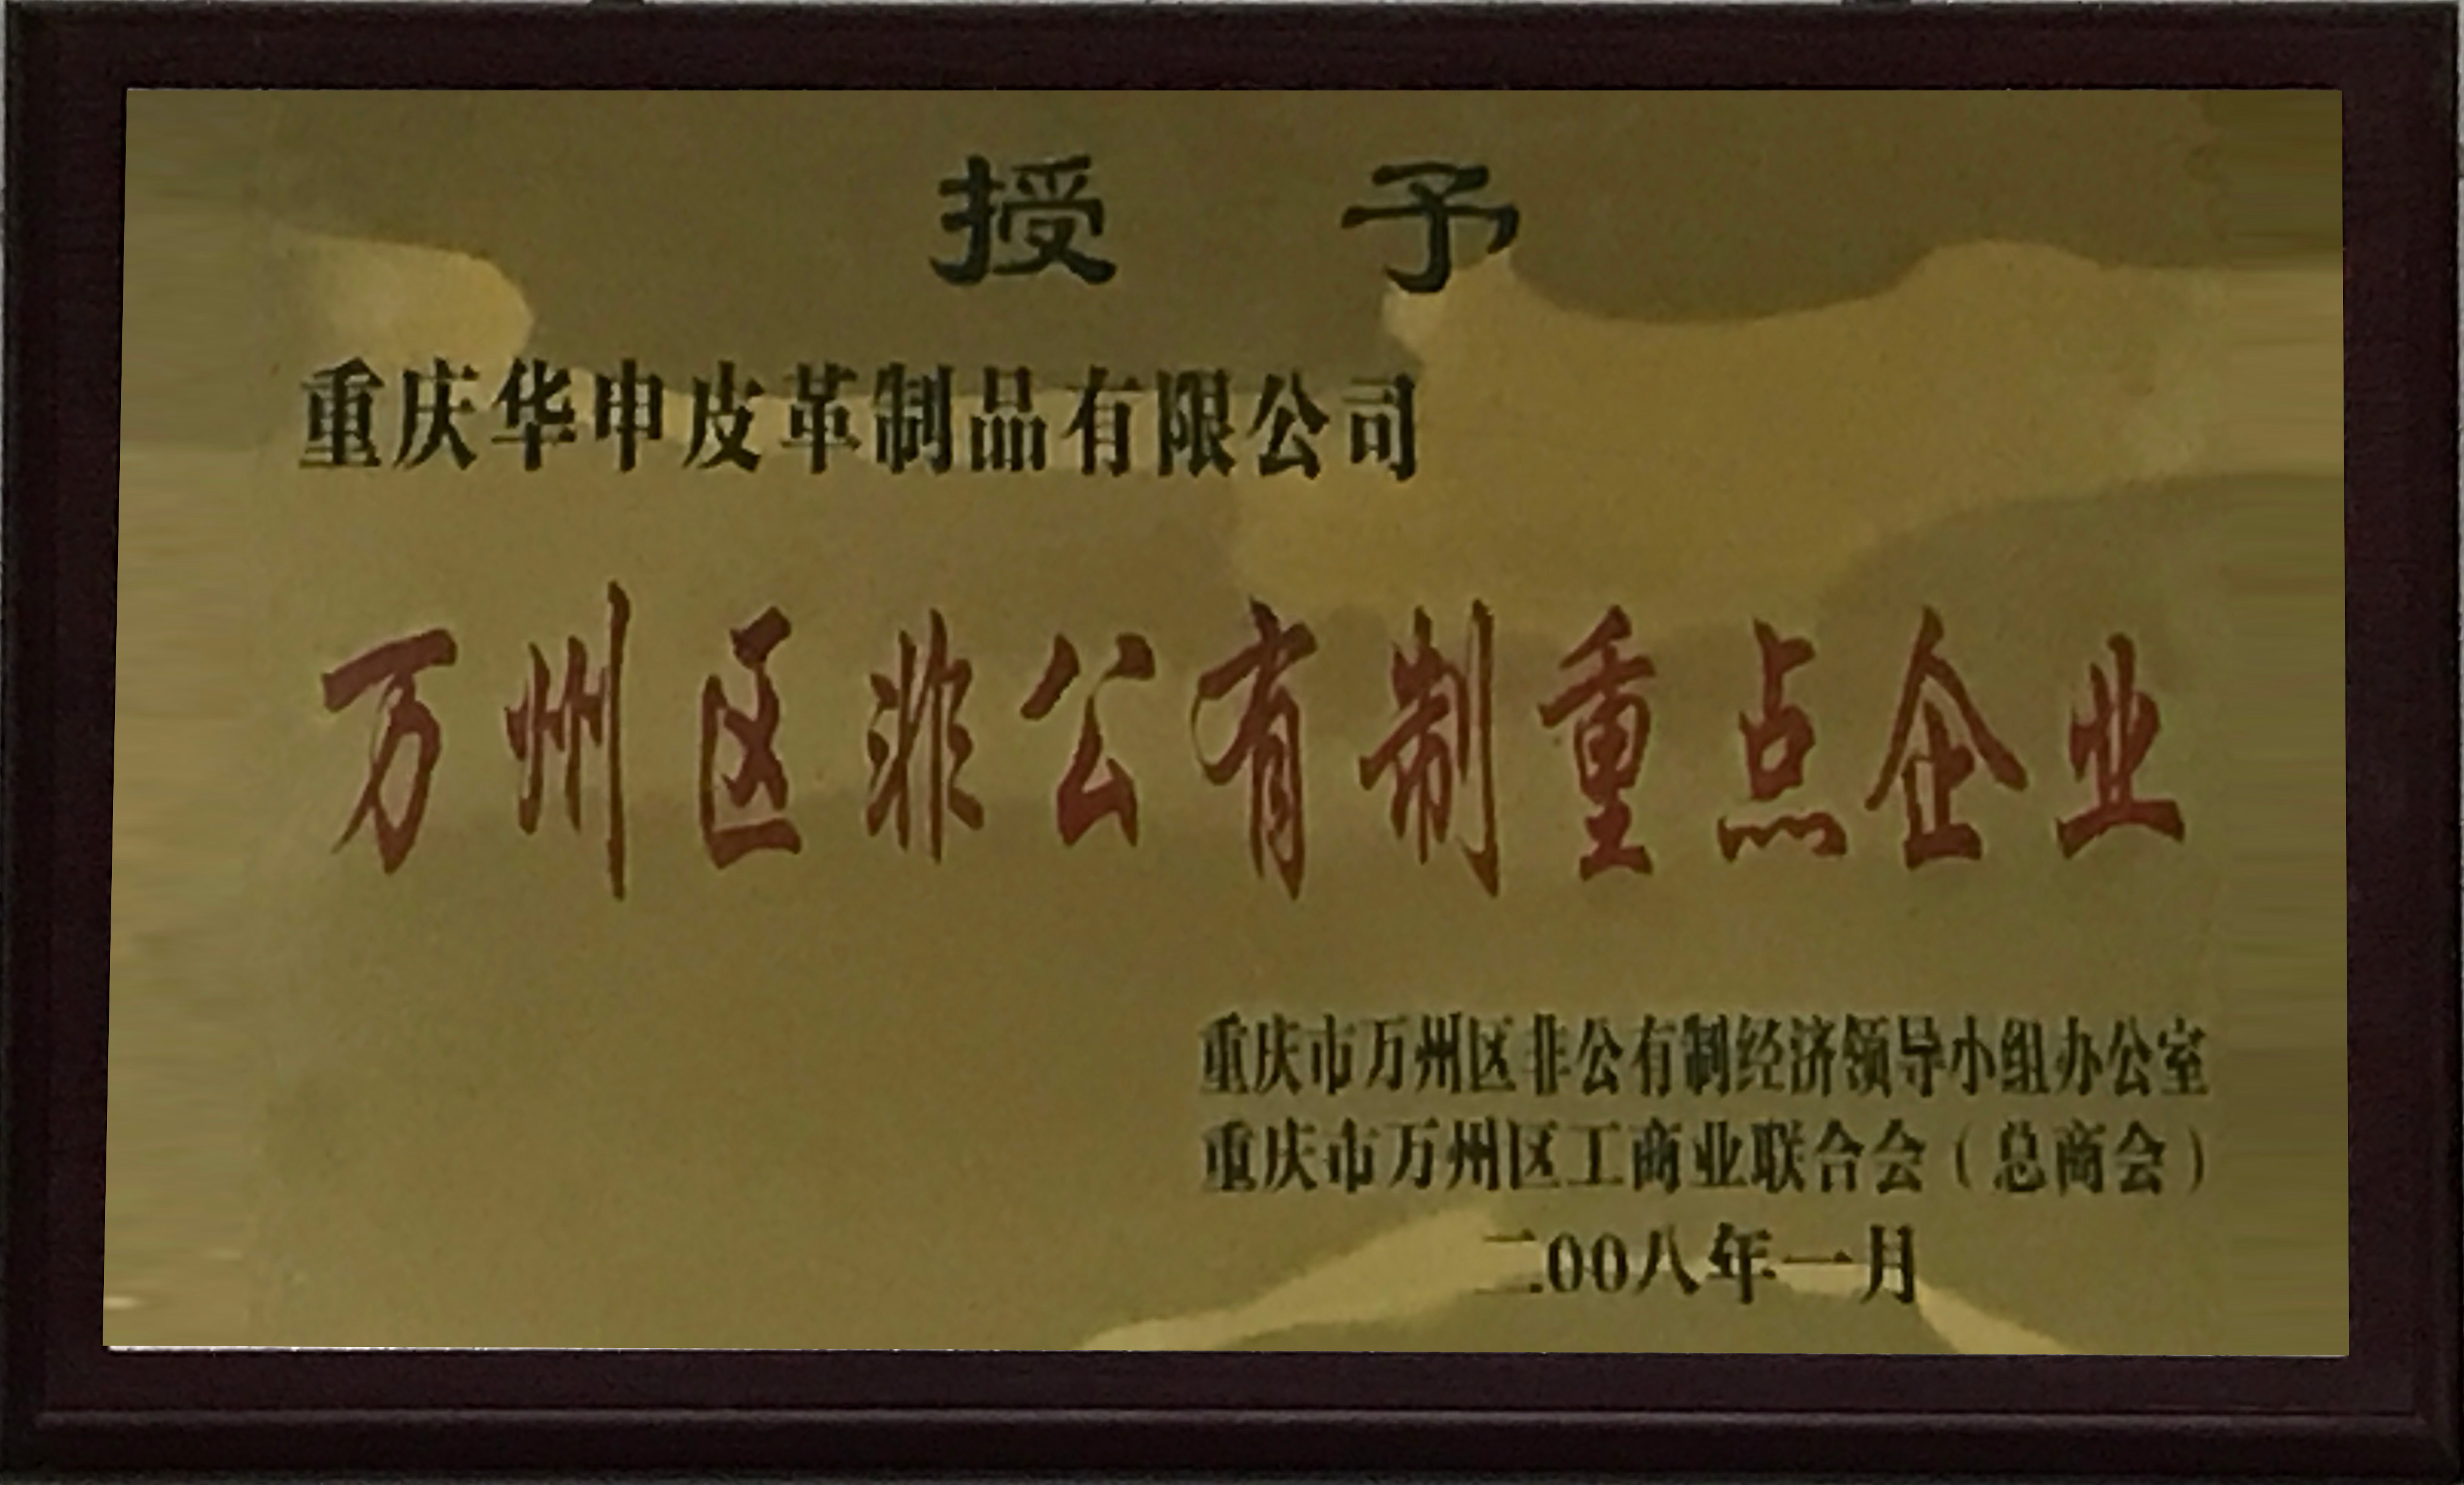 授 予
重庆华申皮革制品有限公司
万州区非公有制重点企业
重庆市万州区非公有制经济领导小组办公室
重庆市万州区工商业联合会（总商会）
二00八年一月